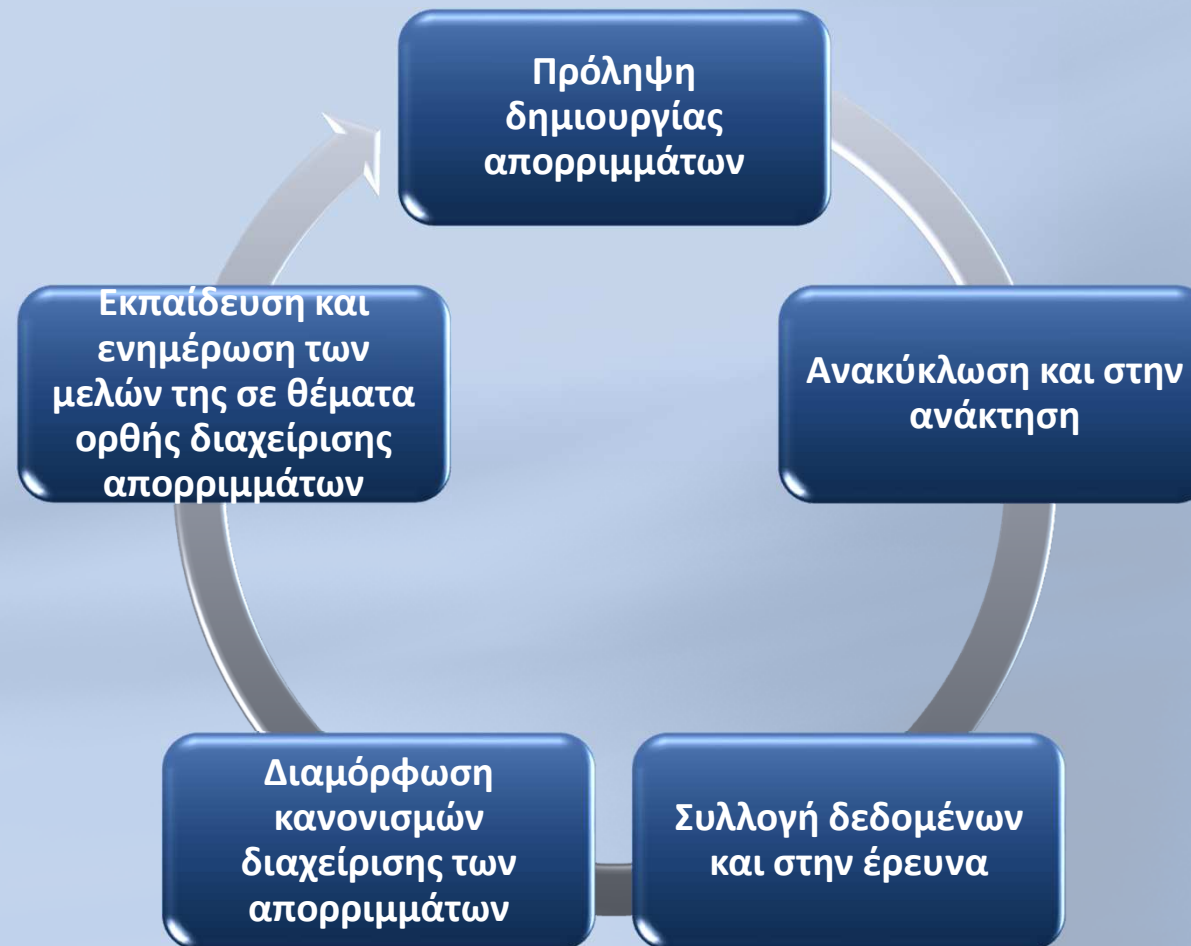 Πρόληψη
δημιουργίας
απορριμμάτων
Ανακύκλωση και στην
ανάκτηση
Συλλογή δεδομένων
και στην έρευνα
Διαμόρφωση
κανονισμών
διαχείρισης των
απορριμμάτων
Εκπαίδευση και
ενημέρωση των
μελών της σε θέματα
ορθής διαχείρισης
απορριμμάτων